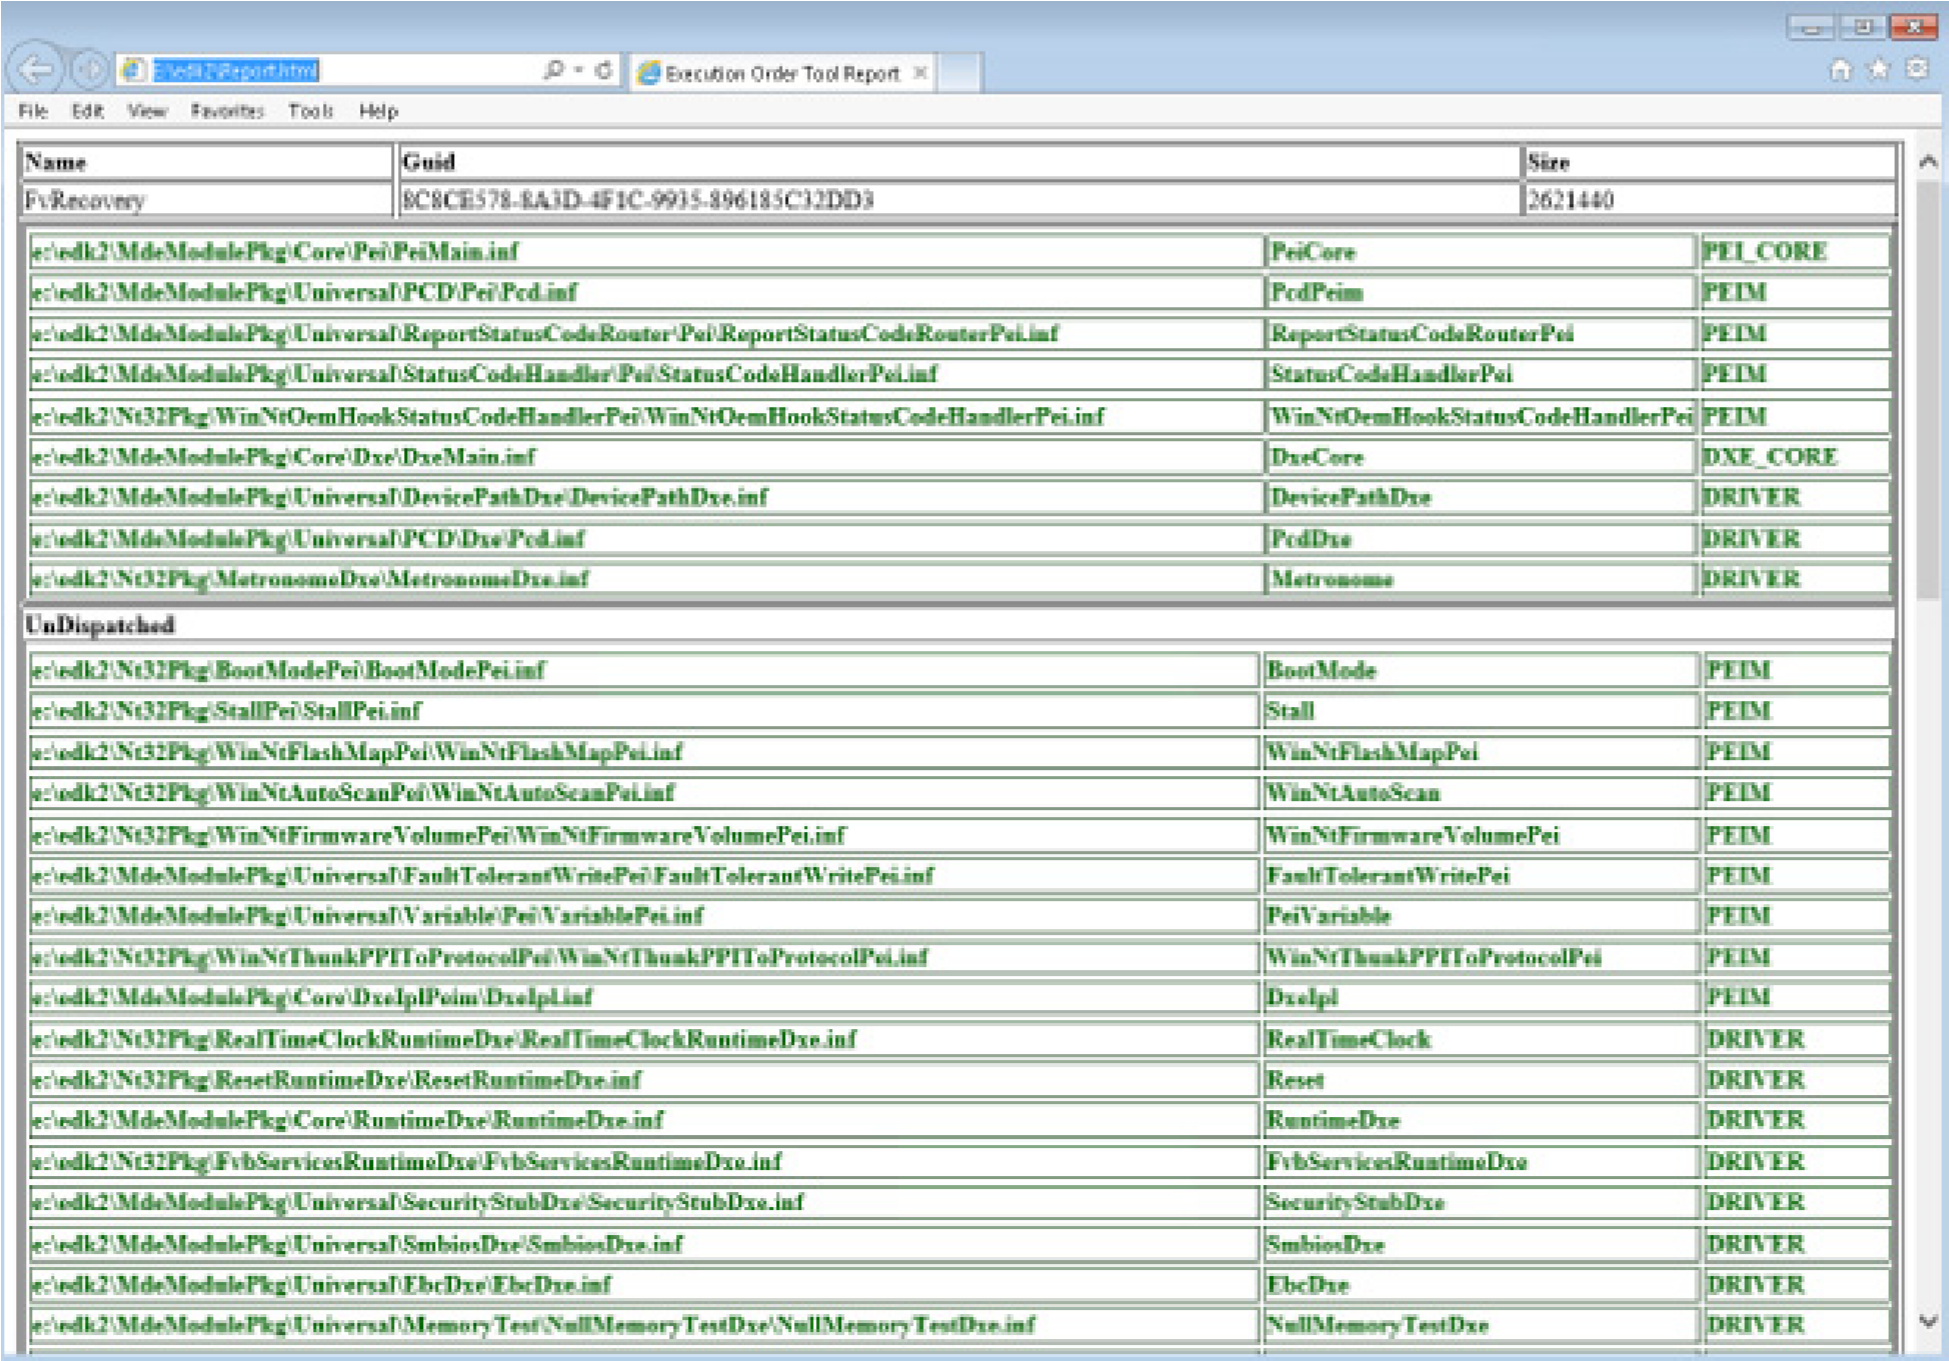 E:\edk2\Report.html
Execution Order Tool Report
File Edit View Favorites Tools Help
Name Guid Size
FvRecovery 8C8CE578-8A3D-4F1C-9935-896185C32DD3 2621440
e:\edk2\MdeModulePkg\Core\Pei\PeiMain.inf PeiCore PEI_CORE
e:\edk2\MdeModulePkg\Universal\PCD\Pei\Pcd.inf PcdPeim PEIM
e:\edk2\MdeModulePkg\Universal\ReportStatusCodeRouter\Pei\ReportStatusCodeRouterPei.inf ReportStatusCodeRouterPei PEIM
e:\edk2\MdeModulePkg\Universal\StatusCodeHandler\Pei\StatusCodeHandlerPei.inf StatusCodeHandlerPei PEIM
e:\edk2\Nt32Pkg\WinNtOemHookStatusCodeHandlerPei\WinNtOemHookStatusCodeHandlerPei.inf WinNtOemHookStatusCodeHandlerPei PEIM
e:\edk2\MdeModulePkg\Core\Dxe\DxeMain.inf DxeCore DXE_CORE
e:\edk2\MdeModulePkg\Universal\DevicePathDxe\DevicePathDxe.inf DevicePathDxe DRIVER
e:\edk2\MdeModulePkg\Universal\PCD\Dxe\Pcd.inf PcdDxe DRIVER
e:\edk2\Nt32Pkg\MetronomeDxe\MetronomeDxe.inf Metronome DRIVER
UnDispatched
e:\edk2\Nt32Pkg\BootModePei\BootModePei.inf BootMode PEIM
e:\edk2\Nt32Pkg\StallPei\StallPei.inf Stall PEIM
e:\edk2\Nt32Pkg\WinNtFlashMapPei\WinNtFlashMapPei.inf WinNtFlashMapPei PEIM
e:\edk2\Nt32Pkg\WinNtAutoScanPei\WinNtAutoScanPei.inf WinNtAutoScan PEIM
e:\edk2\Nt32Pkg\WinNtFirmwareVolumePei\WinNtFirmwareVolumePei.inf WinNtFirmwareVolumePei PEIM
e:\edk2\MdeModulePkg\Universal\FaultTolerantWritePei\FaultTolerantWritePei.inf FaultTolerantWritePei PEIM
e:\edk2\MdeModulePkg\Universal\Variable\Pei\VariablePei.inf PeiVariable PEIM
e:\edk2\Nt32Pkg\WinNtThunkPPIToProtocolPei\WinNtThunkPPIToProtocolPei.inf WinNtThunkPPIToProtocolPei PEIM
e:\edk2\MdeModulePkg\Core\DxeIplPeim\DxeIpl.inf DxeIpl PEIM
e:\edk2\Nt32Pkg\RealTimeClockRuntimeDxe\RealTimeClockRuntimeDxe.inf RealTimeClock DRIVER
e:\edk2\Nt32Pkg\ResetRuntimeDxe\ResetRuntimeDxe.inf Reset DRIVER
e:\edk2\MdeModulePkg\Core\RuntimeDxe\RuntimeDxe.inf RuntimeDxe DRIVER
e:\edk2\Nt32Pkg\FvbServicesRuntimeDxe\FvbServicesRuntimeDxe.inf FvbServicesRuntimeDxe DRIVER
e:\edk2\MdeModulePkg\Universal\SecurityStubDxe\SecurityStubDxe.inf SecurityStubDxe DRIVER
e:\edk2\MdeModulePkg\Universal\SmbiosDxe\SmbiosDxe.inf SmbiosDxe DRIVER
e:\edk2\MdeModulePkg\Universal\EbcDxe\EbcDxe.inf EbcDxe DRIVER
e:\edk2\MdeModulePkg\Universal\MemoryTest\NullMemoryTestDxe\NullMemoryTestDxe.inf NullMemoryTestDxe DRIVER